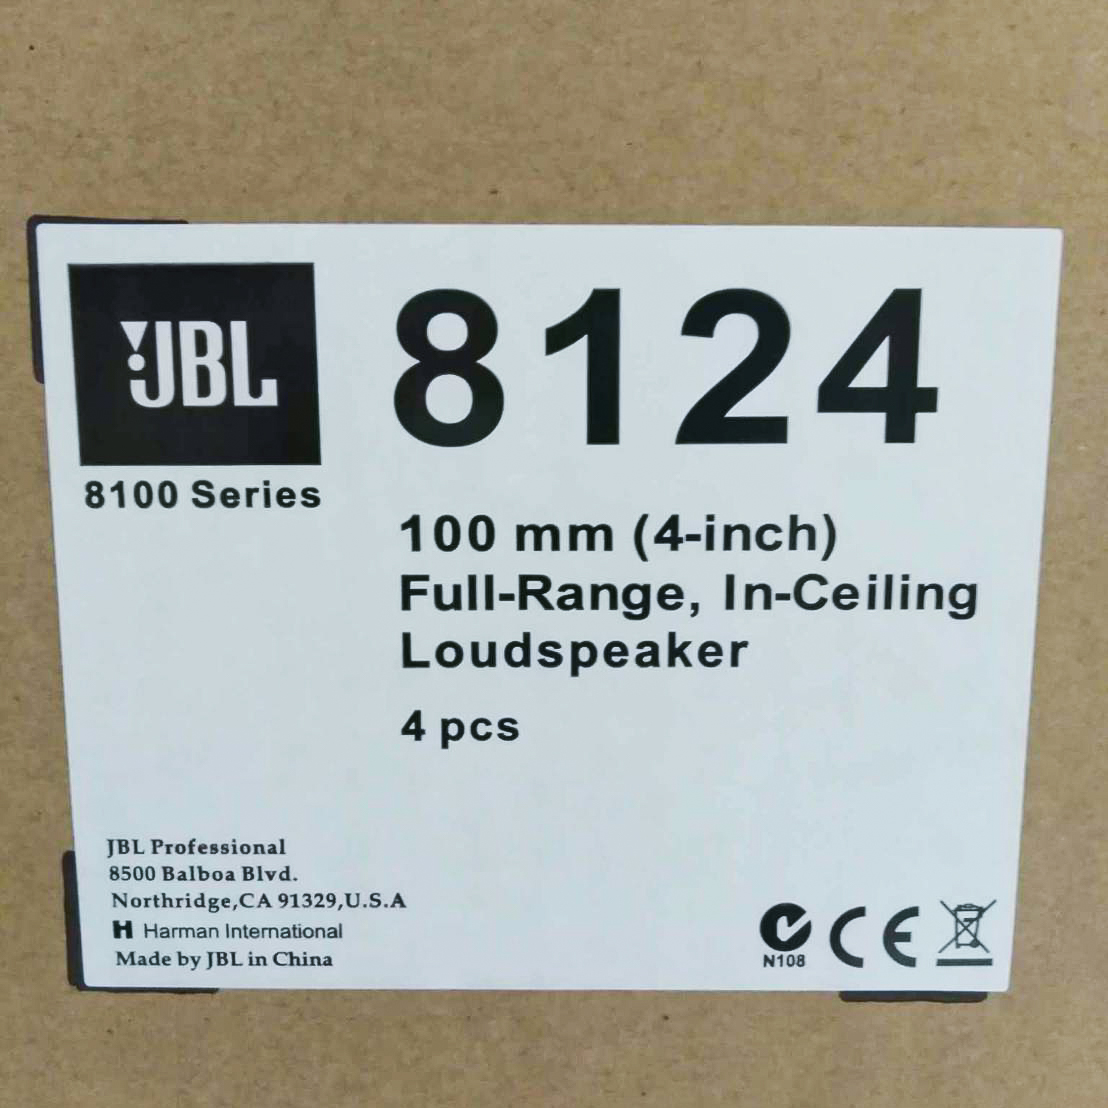 JBL
8100 Series
8124
100 mm (4-inch)
Full-Range, In-Ceiling
Loudspeaker
4 pcs
JBL Professional
8500 Balboa Blvd.
Northridge,CA 91329,U.S.A
H Harman International
Made by JBL in China
N108
CE